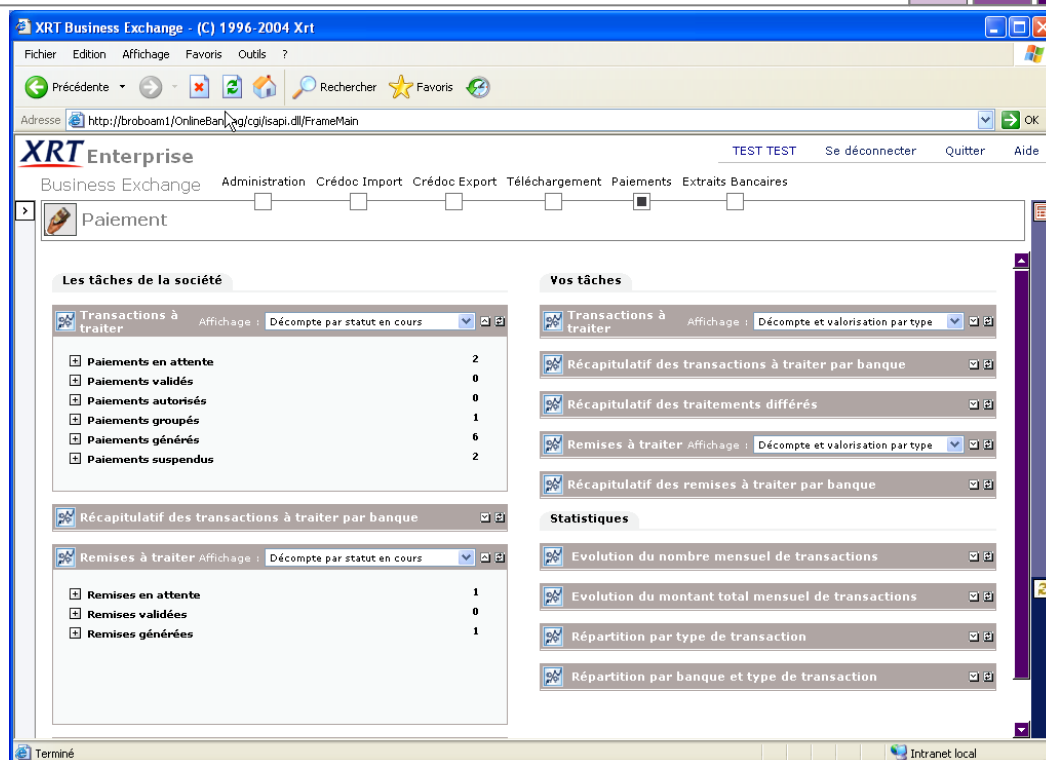 XRT Business Exchange - (C) 1996-2004 Xrt
Fichier Edition Affichage Favoris Outils ?
Précédente Rechercher Favoris
Adresse http://broboam1/OnlineBanking/cgi/isapi.dll/FrameMain OK
XRT Enterprise
TEST TEST Se déconnecter Quitter Aide
Business Exchange
Administration Crédoc Import Crédoc Export Téléchargement Paiements Extraits Bancaires
Paiement
Les tâches de la société
Transactions à traiter Affichage : Décompte par statut en cours
Paiements en attente 2
Paiements validés 0
Paiements autorisés 0
Paiements groupés 1
Paiements générés 6
Paiements suspendus 2
Récapitulatif des transactions à traiter par banque
Remises à traiter Affichage : Décompte par statut en cours
Remises en attente 1
Remises validées 0
Remises générées 1
Vos tâches
Transactions à traiter Affichage : Décompte et valorisation par type
Récapitulatif des transactions à traiter par banque
Récapitulatif des traitements différés
Remises à traiter Affichage : Décompte et valorisation par type
Récapitulatif des remises à traiter par banque
Statistiques
Evolution du nombre mensuel de transactions
Evolution du montant total mensuel de transactions
Répartition par type de transaction
Répartition par banque et type de transaction
Terminé
Intranet local